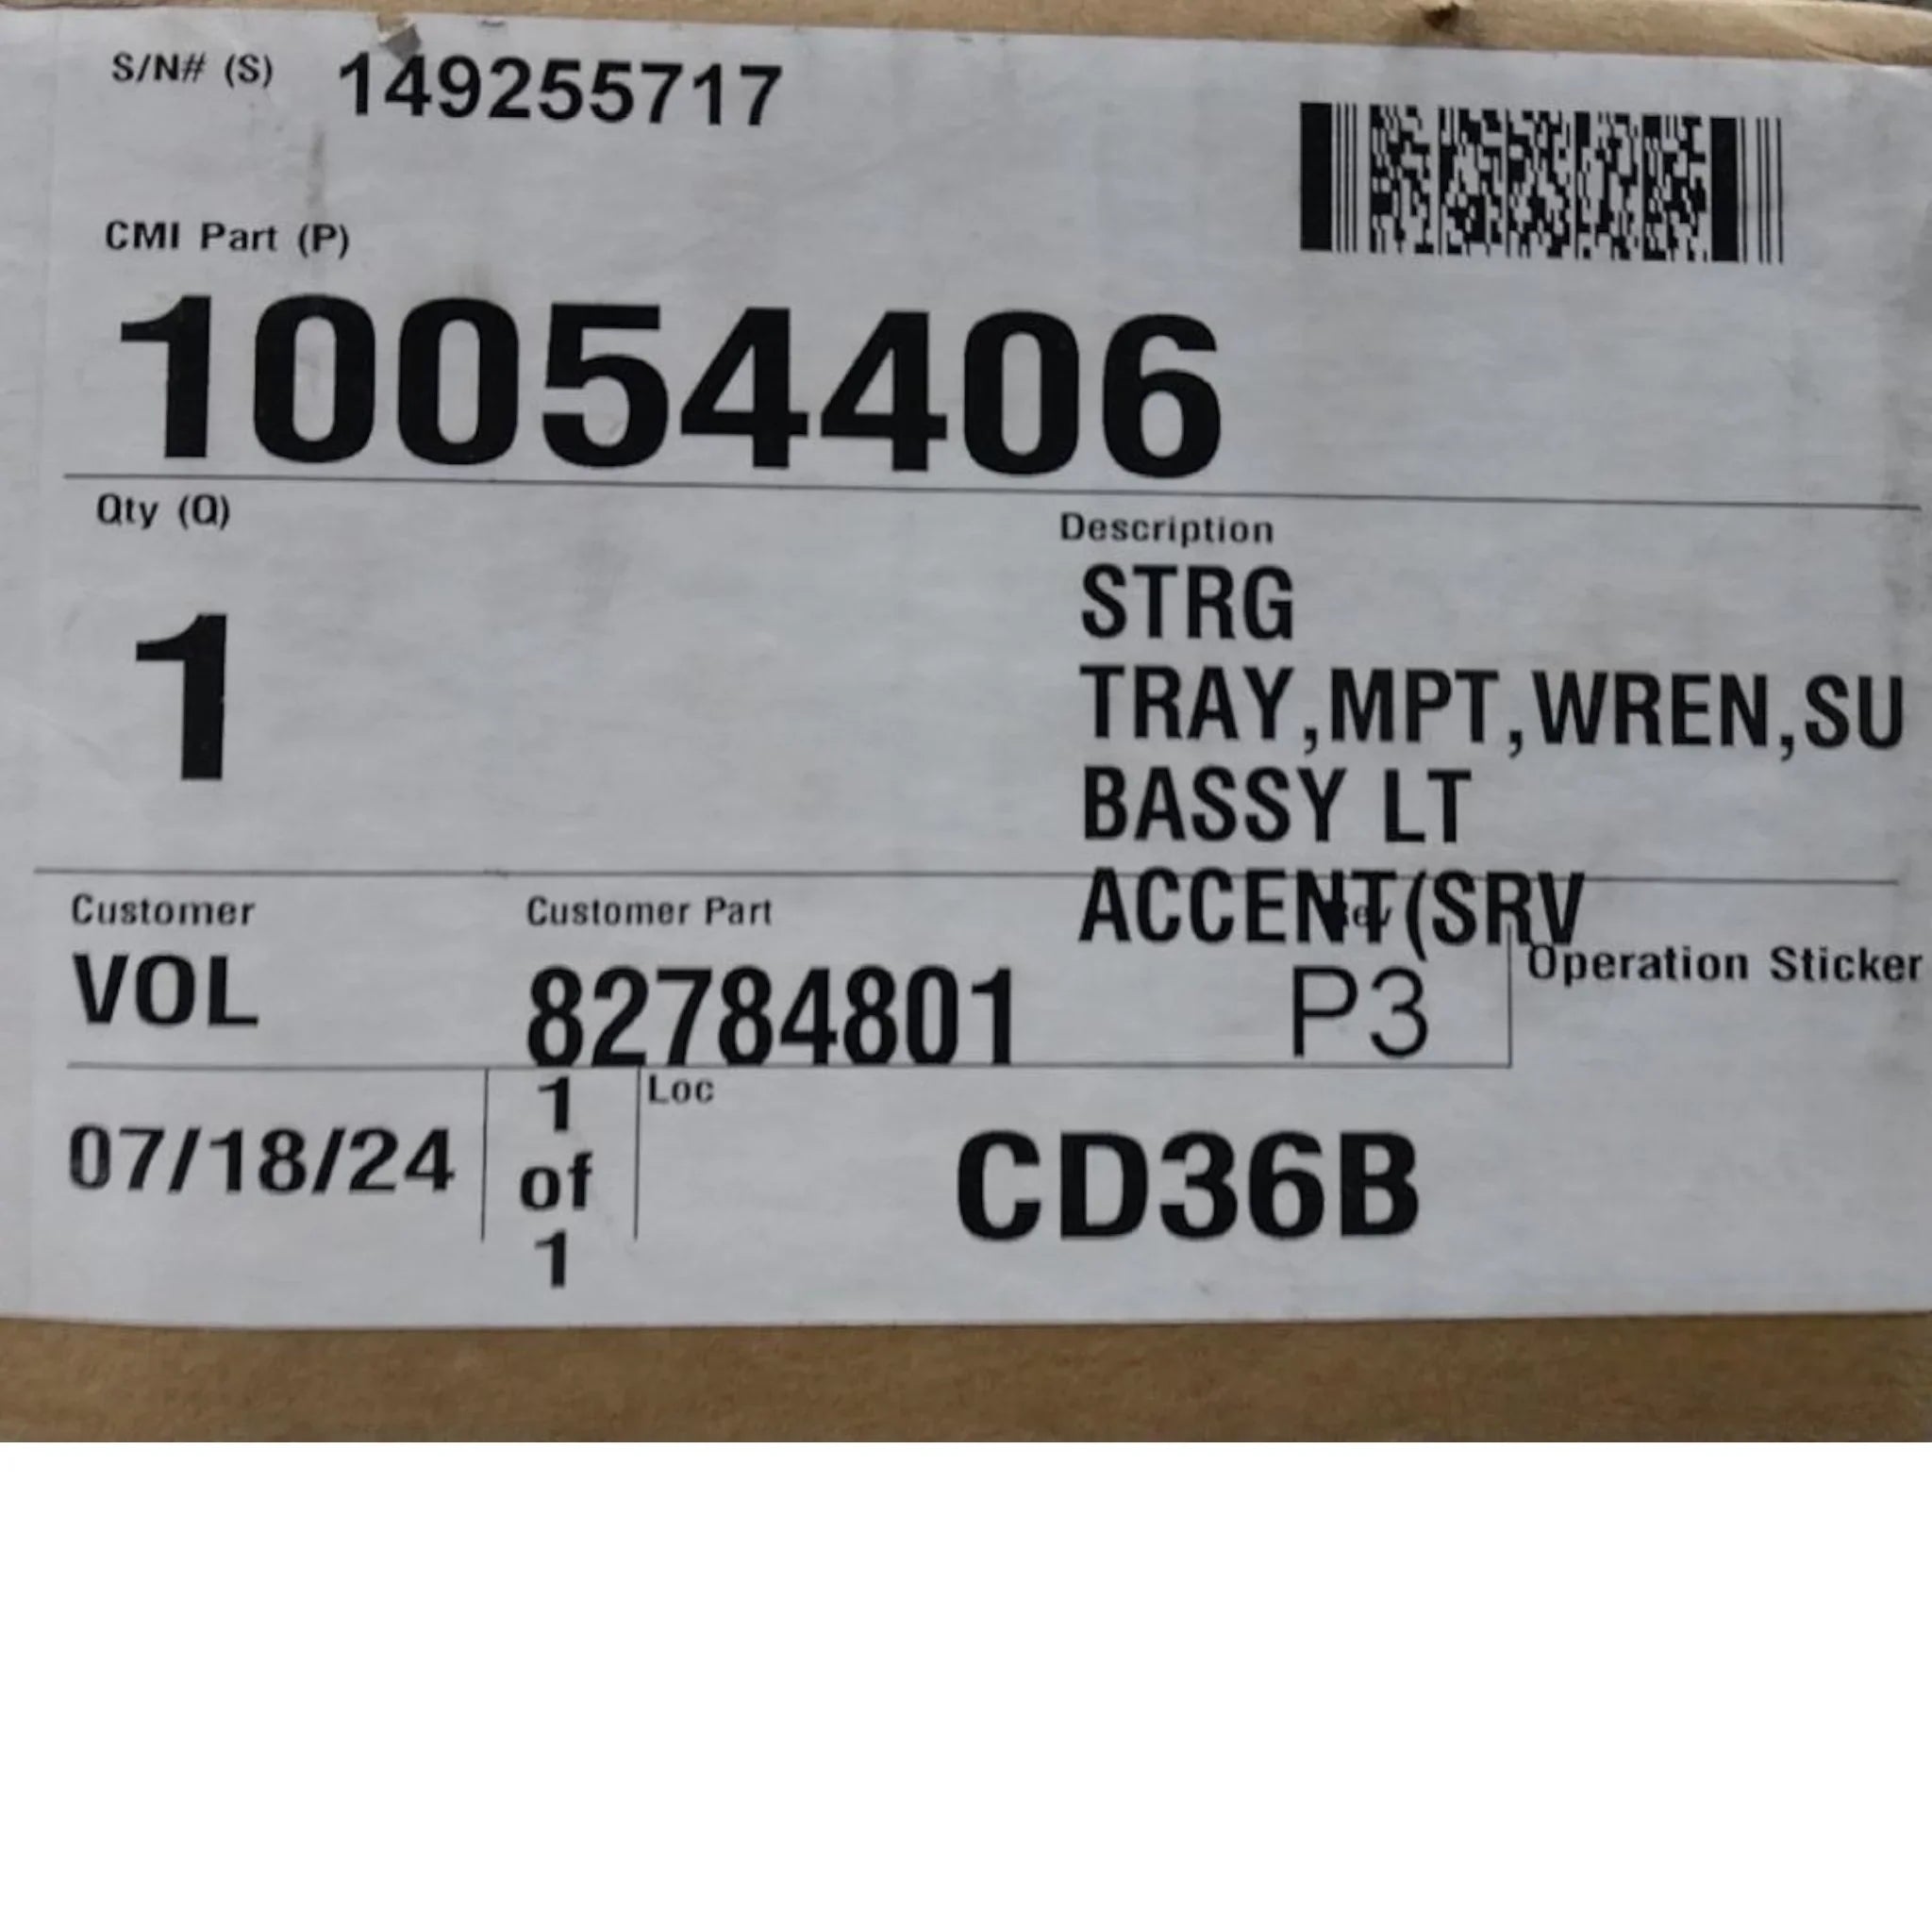 S/N# (S) 149255717
CMI Part (P)
10054406
Qty (Q)
1
Description
STRG
TRAY,MPT,WREN,SU
BASSY LT
ACCENT(SRV
Customer
VOL
Customer Part
82784801
P3
Operation Sticker
07/18/24
1
of
1
Loc
CD36B